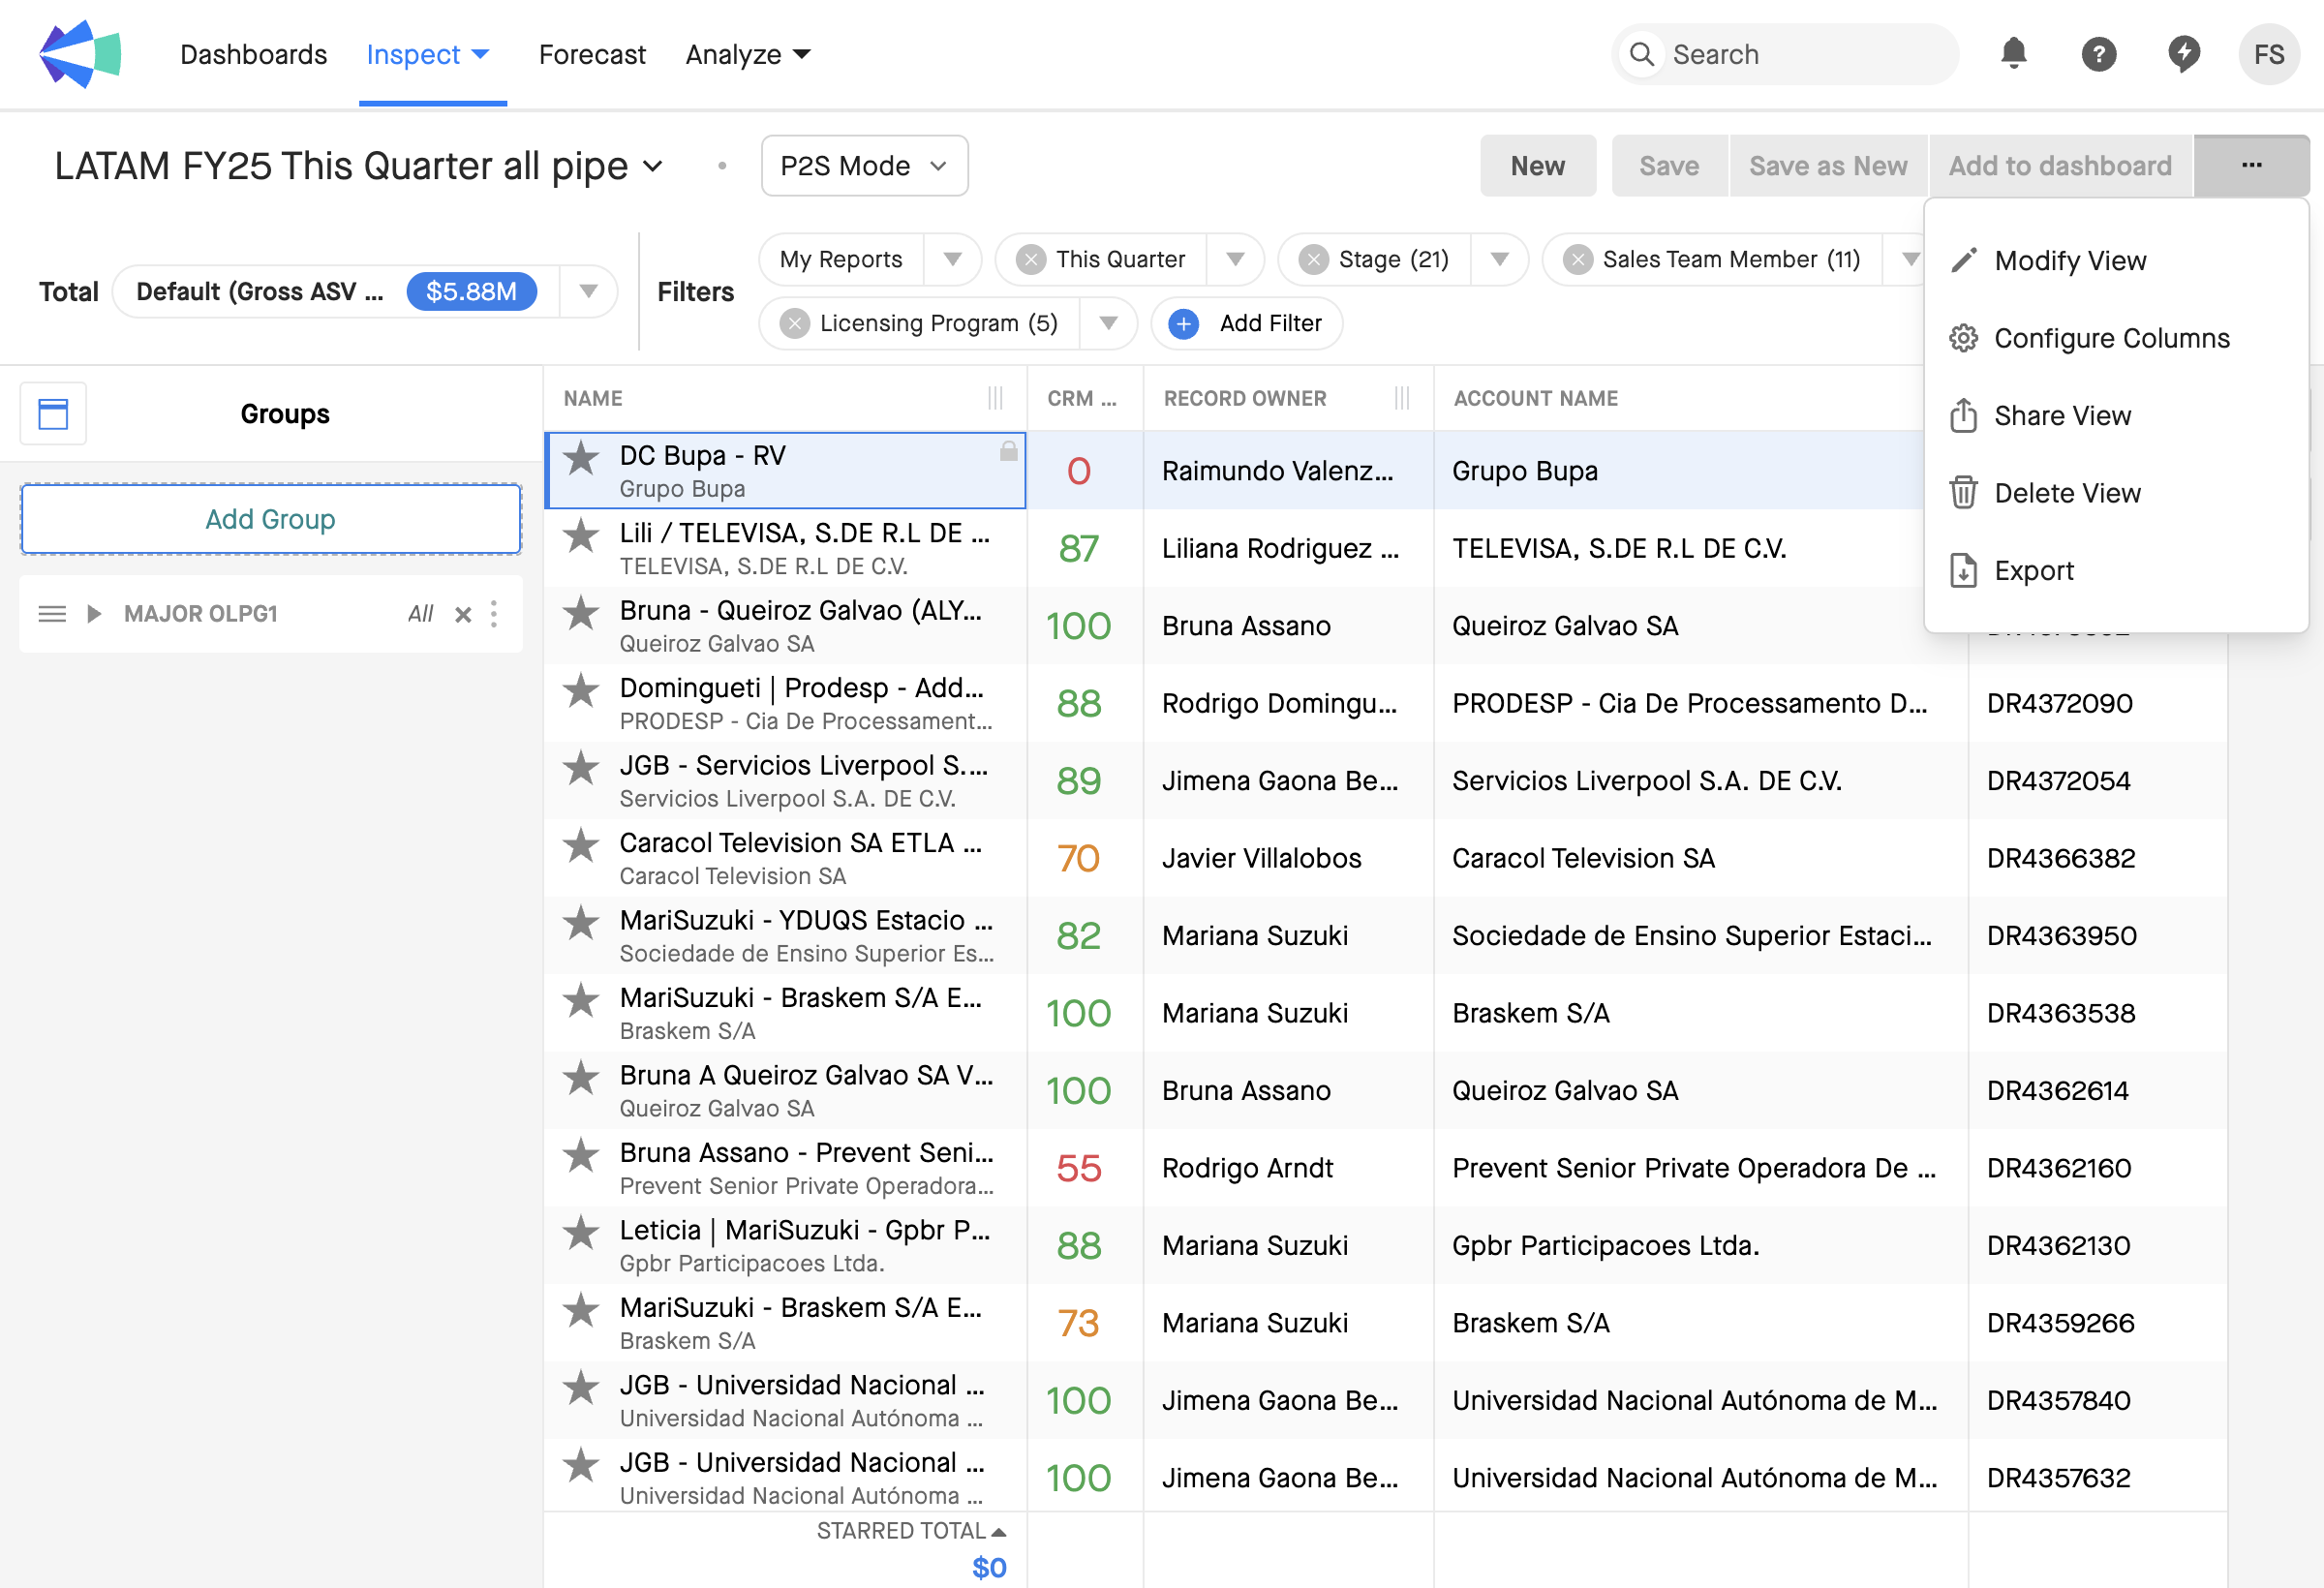 Dashboards Inspect Forecast Analyze Search FS
LATAM FY25 This Quarter all pipe P2S Mode New Save Save as New Add to dashboard ...
Total Default (Gross ASV ... $5.88M Filters My Reports This Quarter Stage (21) Sales Team Member (11)
Licensing Program (5) Add Filter
Modify View
Configure Columns
Share View
Delete View
Export
Groups
Add Group
MAJOR OLPG1 All
NAME CRM ... RECORD OWNER ACCOUNT NAME
DC Bupa - RV 0 Raimundo Valenz... Grupo Bupa
Grupo Bupa
Lili / TELEVISA, S.DE R.L DE ... 87 Liliana Rodriguez ... TELEVISA, S.DE R.L DE C.V.
TELEVISA, S.DE R.L DE C.V.
Bruna - Queiroz Galvao (ALY... 100 Bruna Assano Queiroz Galvao SA
Queiroz Galvao SA
Domingueti | Prodesp - Add... 88 Rodrigo Domingu... PRODESP - Cia De Processamento D... DR4372090
PRODESP - Cia De Processament...
JGB - Servicios Liverpool S.... 89 Jimena Gaona Be... Servicios Liverpool S.A. DE C.V. DR4372054
Servicios Liverpool S.A. DE C.V.
Caracol Television SA ETLA ... 70 Javier Villalobos Caracol Television SA DR4366382
Caracol Television SA
MariSuzuki - YDUQS Estacio ... 82 Mariana Suzuki Sociedade de Ensino Superior Estaci... DR4363950
Sociedade de Ensino Superior Es...
MariSuzuki - Braskem S/A E... 100 Mariana Suzuki Braskem S/A DR4363538
Braskem S/A
Bruna A Queiroz Galvao SA V... 100 Bruna Assano Queiroz Galvao SA DR4362614
Queiroz Galvao SA
Bruna Assano - Prevent Seni... 55 Rodrigo Arndt Prevent Senior Private Operadora De ... DR4362160
Prevent Senior Private Operadora...
Leticia | MariSuzuki - Gpbr P... 88 Mariana Suzuki Gpbr Participacoes Ltda. DR4362130
Gpbr Participacoes Ltda.
MariSuzuki - Braskem S/A E... 73 Mariana Suzuki Braskem S/A DR4359266
Braskem S/A
JGB - Universidad Nacional ... 100 Jimena Gaona Be... Universidad Nacional Autónoma de M... DR4357840
Universidad Nacional Autónoma ...
JGB - Universidad Nacional ... 100 Jimena Gaona Be... Universidad Nacional Autónoma de M... DR4357632
Universidad Nacional Autónoma ...
STARRED TOTAL
$0